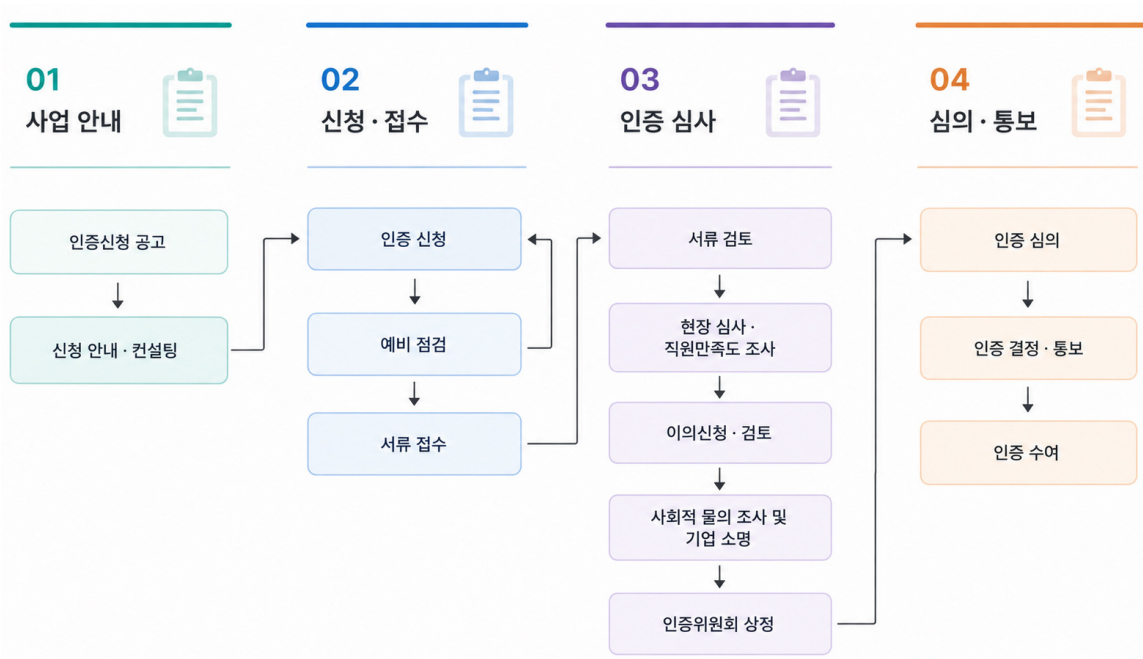 01
사업 안내
인증신청 공고
신청 안내 · 컨설팅
02
신청 · 접수
인증 신청
예비 점검
서류 접수
03
인증 심사
서류 검토
현장 심사 ·
직원만족도 조사
이의신청 · 검토
사회적 물의 조사 및
기업 소명
인증위원회 상정
04
심의 · 통보
인증 심의
인증 결정 · 통보
인증 수여